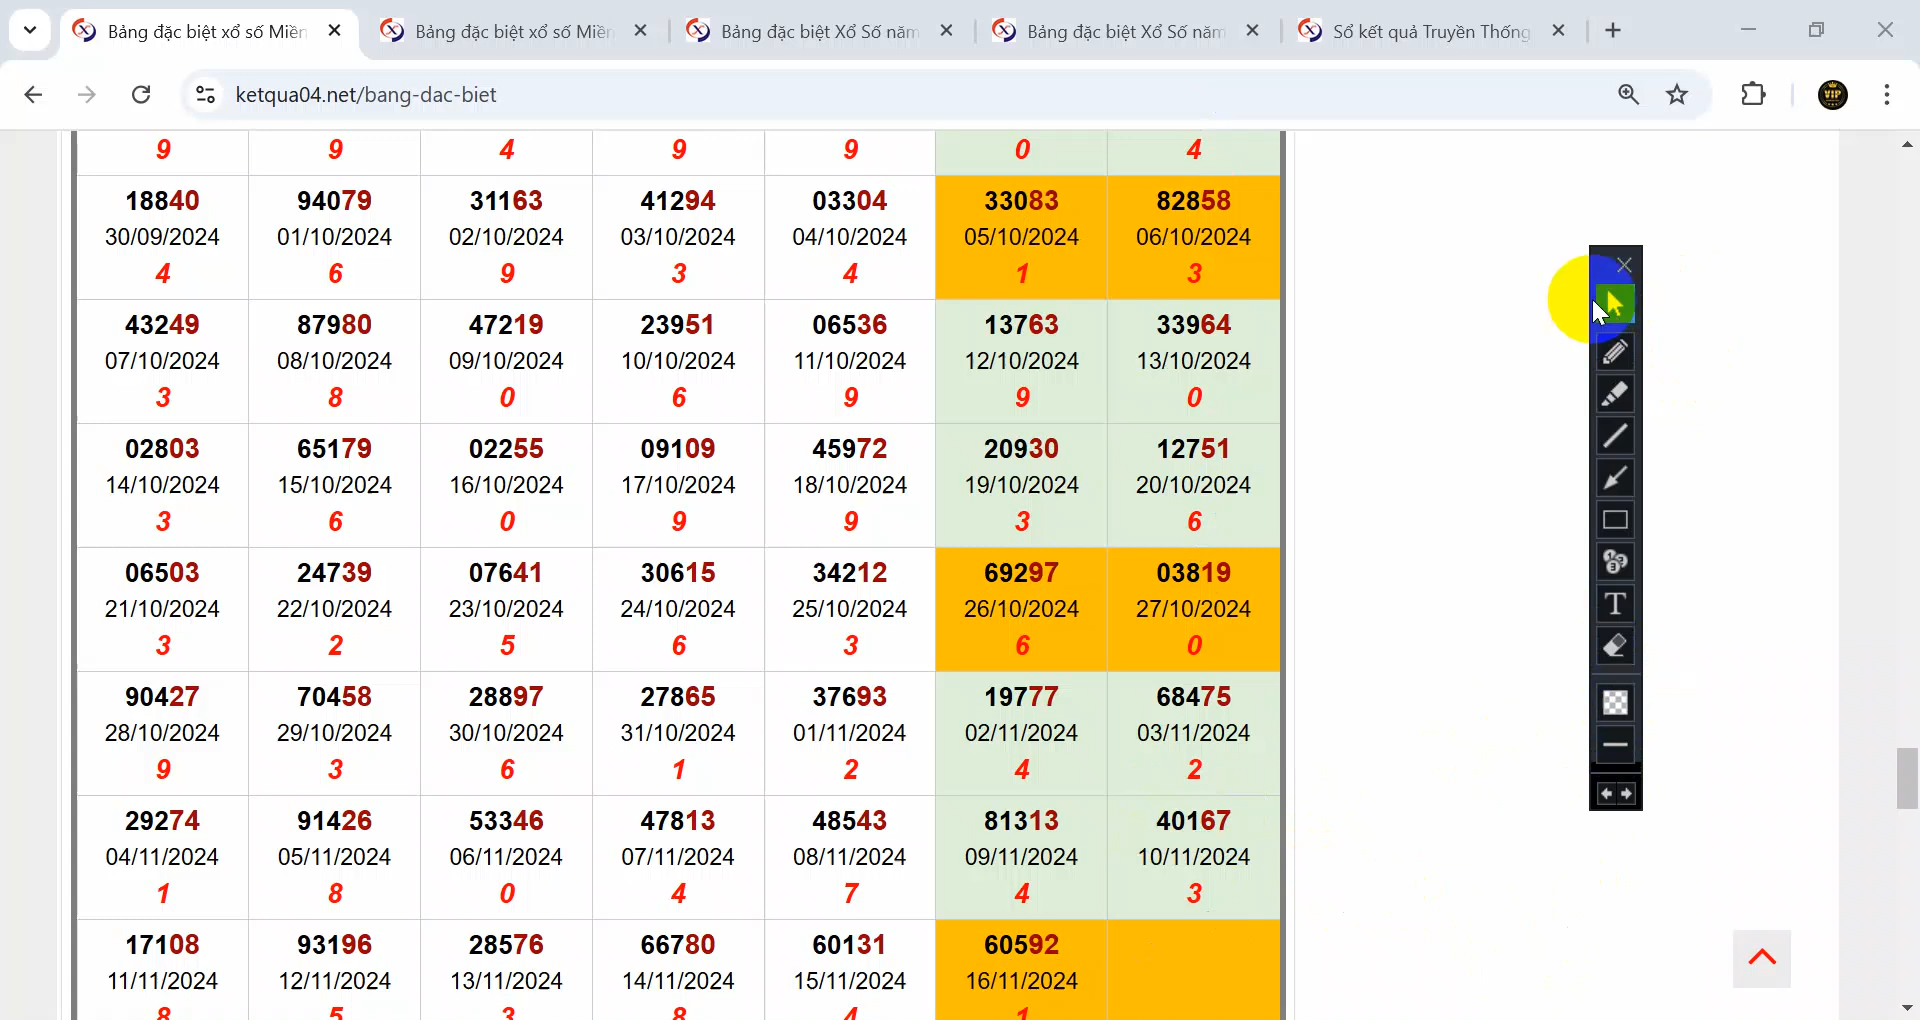 Bảng đặc biệt xổ số Miền
Bảng đặc biệt xổ số Miền
Bảng đặc biệt Xổ Số năm
Bảng đặc biệt Xổ Số năm
Sổ kết quả Truyền Thống
ketqua04.net/bang-dac-biet
VIP
9 9 4 9 9 0 4
18840 94079 31163 41294 03304 33083 82858
30/09/2024 01/10/2024 02/10/2024 03/10/2024 04/10/2024 05/10/2024 06/10/2024
4 6 9 3 4 1 3
43249 87980 47219 23951 06536 13763 33964
07/10/2024 08/10/2024 09/10/2024 10/10/2024 11/10/2024 12/10/2024 13/10/2024
3 8 0 6 9 9 0
02803 65179 02255 09109 45972 20930 12751
14/10/2024 15/10/2024 16/10/2024 17/10/2024 18/10/2024 19/10/2024 20/10/2024
3 6 0 9 9 3 6
06503 24739 07641 30615 34212 69297 03819
21/10/2024 22/10/2024 23/10/2024 24/10/2024 25/10/2024 26/10/2024 27/10/2024
3 2 5 6 3 6 0
90427 70458 28897 27865 37693 19777 68475
28/10/2024 29/10/2024 30/10/2024 31/10/2024 01/11/2024 02/11/2024 03/11/2024
9 3 6 1 2 4 2
29274 91426 53346 47813 48543 81313 40167
04/11/2024 05/11/2024 06/11/2024 07/11/2024 08/11/2024 09/11/2024 10/11/2024
1 8 0 4 7 4 3
17108 93196 28576 66780 60131 60592
11/11/2024 12/11/2024 13/11/2024 14/11/2024 15/11/2024 16/11/2024
8 5 3 8 4 1
T